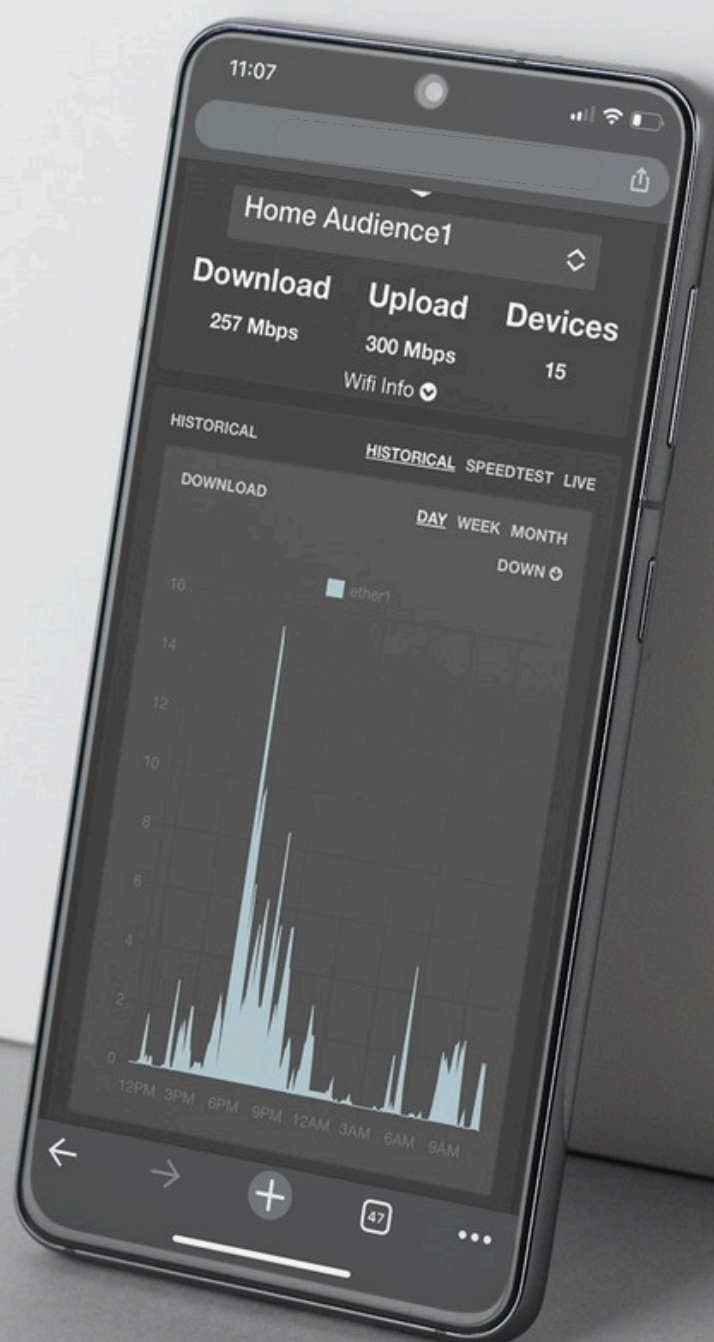 11:07
Home Audience1
Download Upload Devices
257 Mbps 300 Mbps 15
Wifi Info
HISTORICAL HISTORICAL SPEEDTEST LIVE
DOWNLOAD DAY WEEK MONTH
DOWN
ether1
16
14
12
10
8
6
4
2
0
12PM 3PM 6PM 9PM 12AM 3AM 6AM 9AM
47